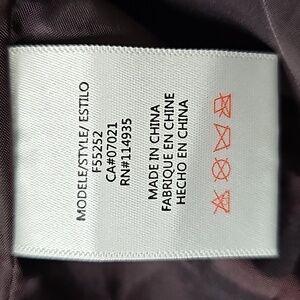 MODELE/STYLE/ ESTILO
F55252
CA#07021
RN#114935
MADE IN CHINA
FABRIQUE EN CHINE
HECHO EN CHINA